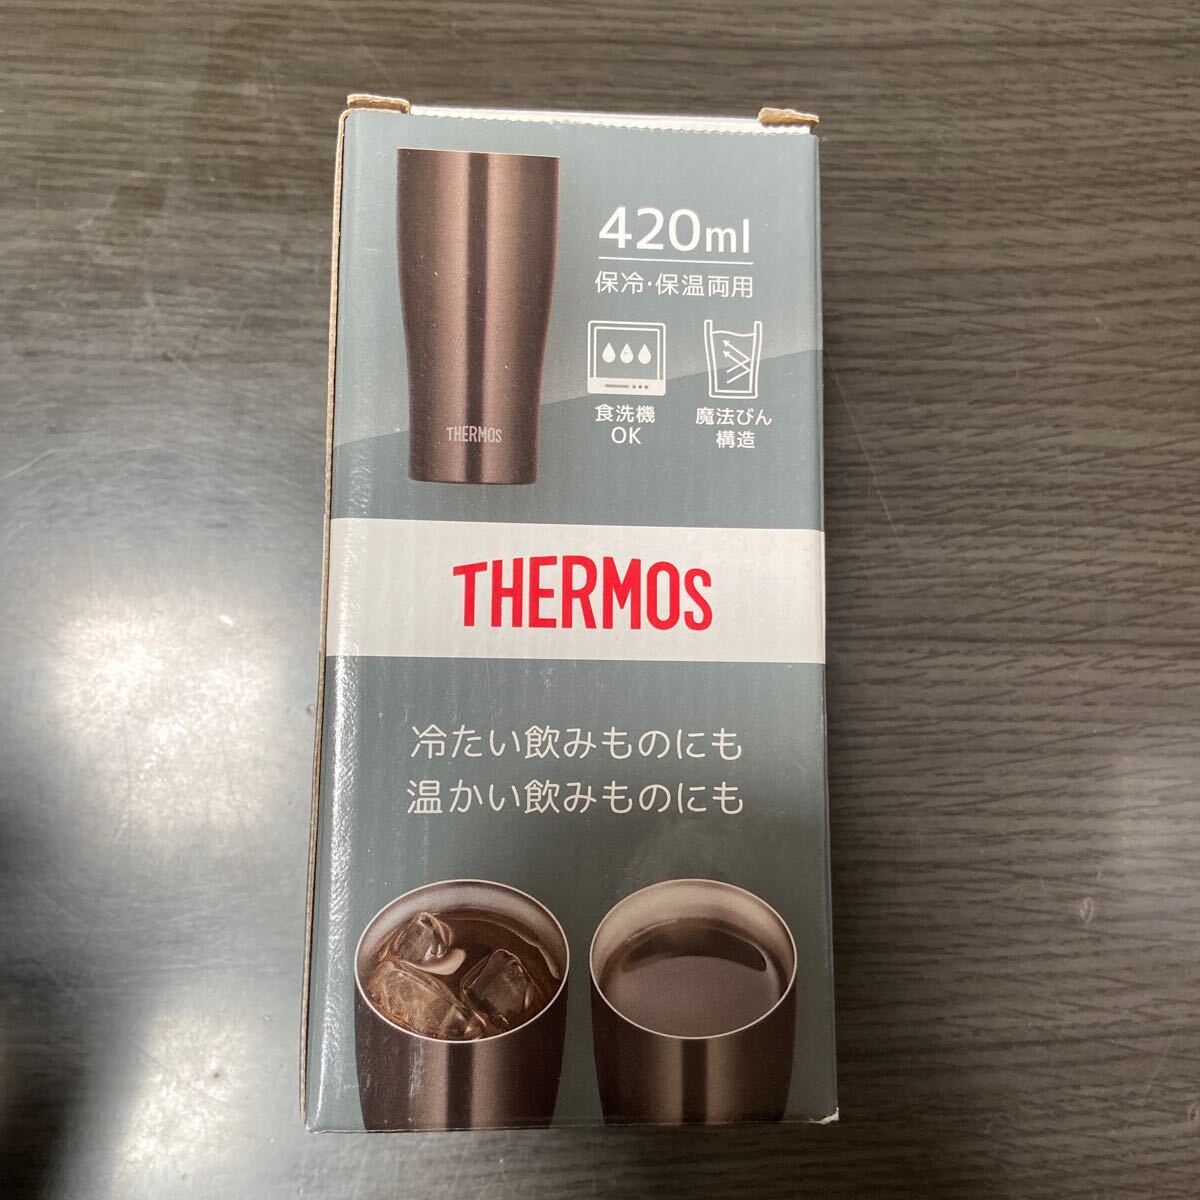 420ml
保冷・保温両用
食洗機
OK
魔法びん
構造
THERMOS
THERMOS
冷たい飲みものにも
温かい飲みものにも